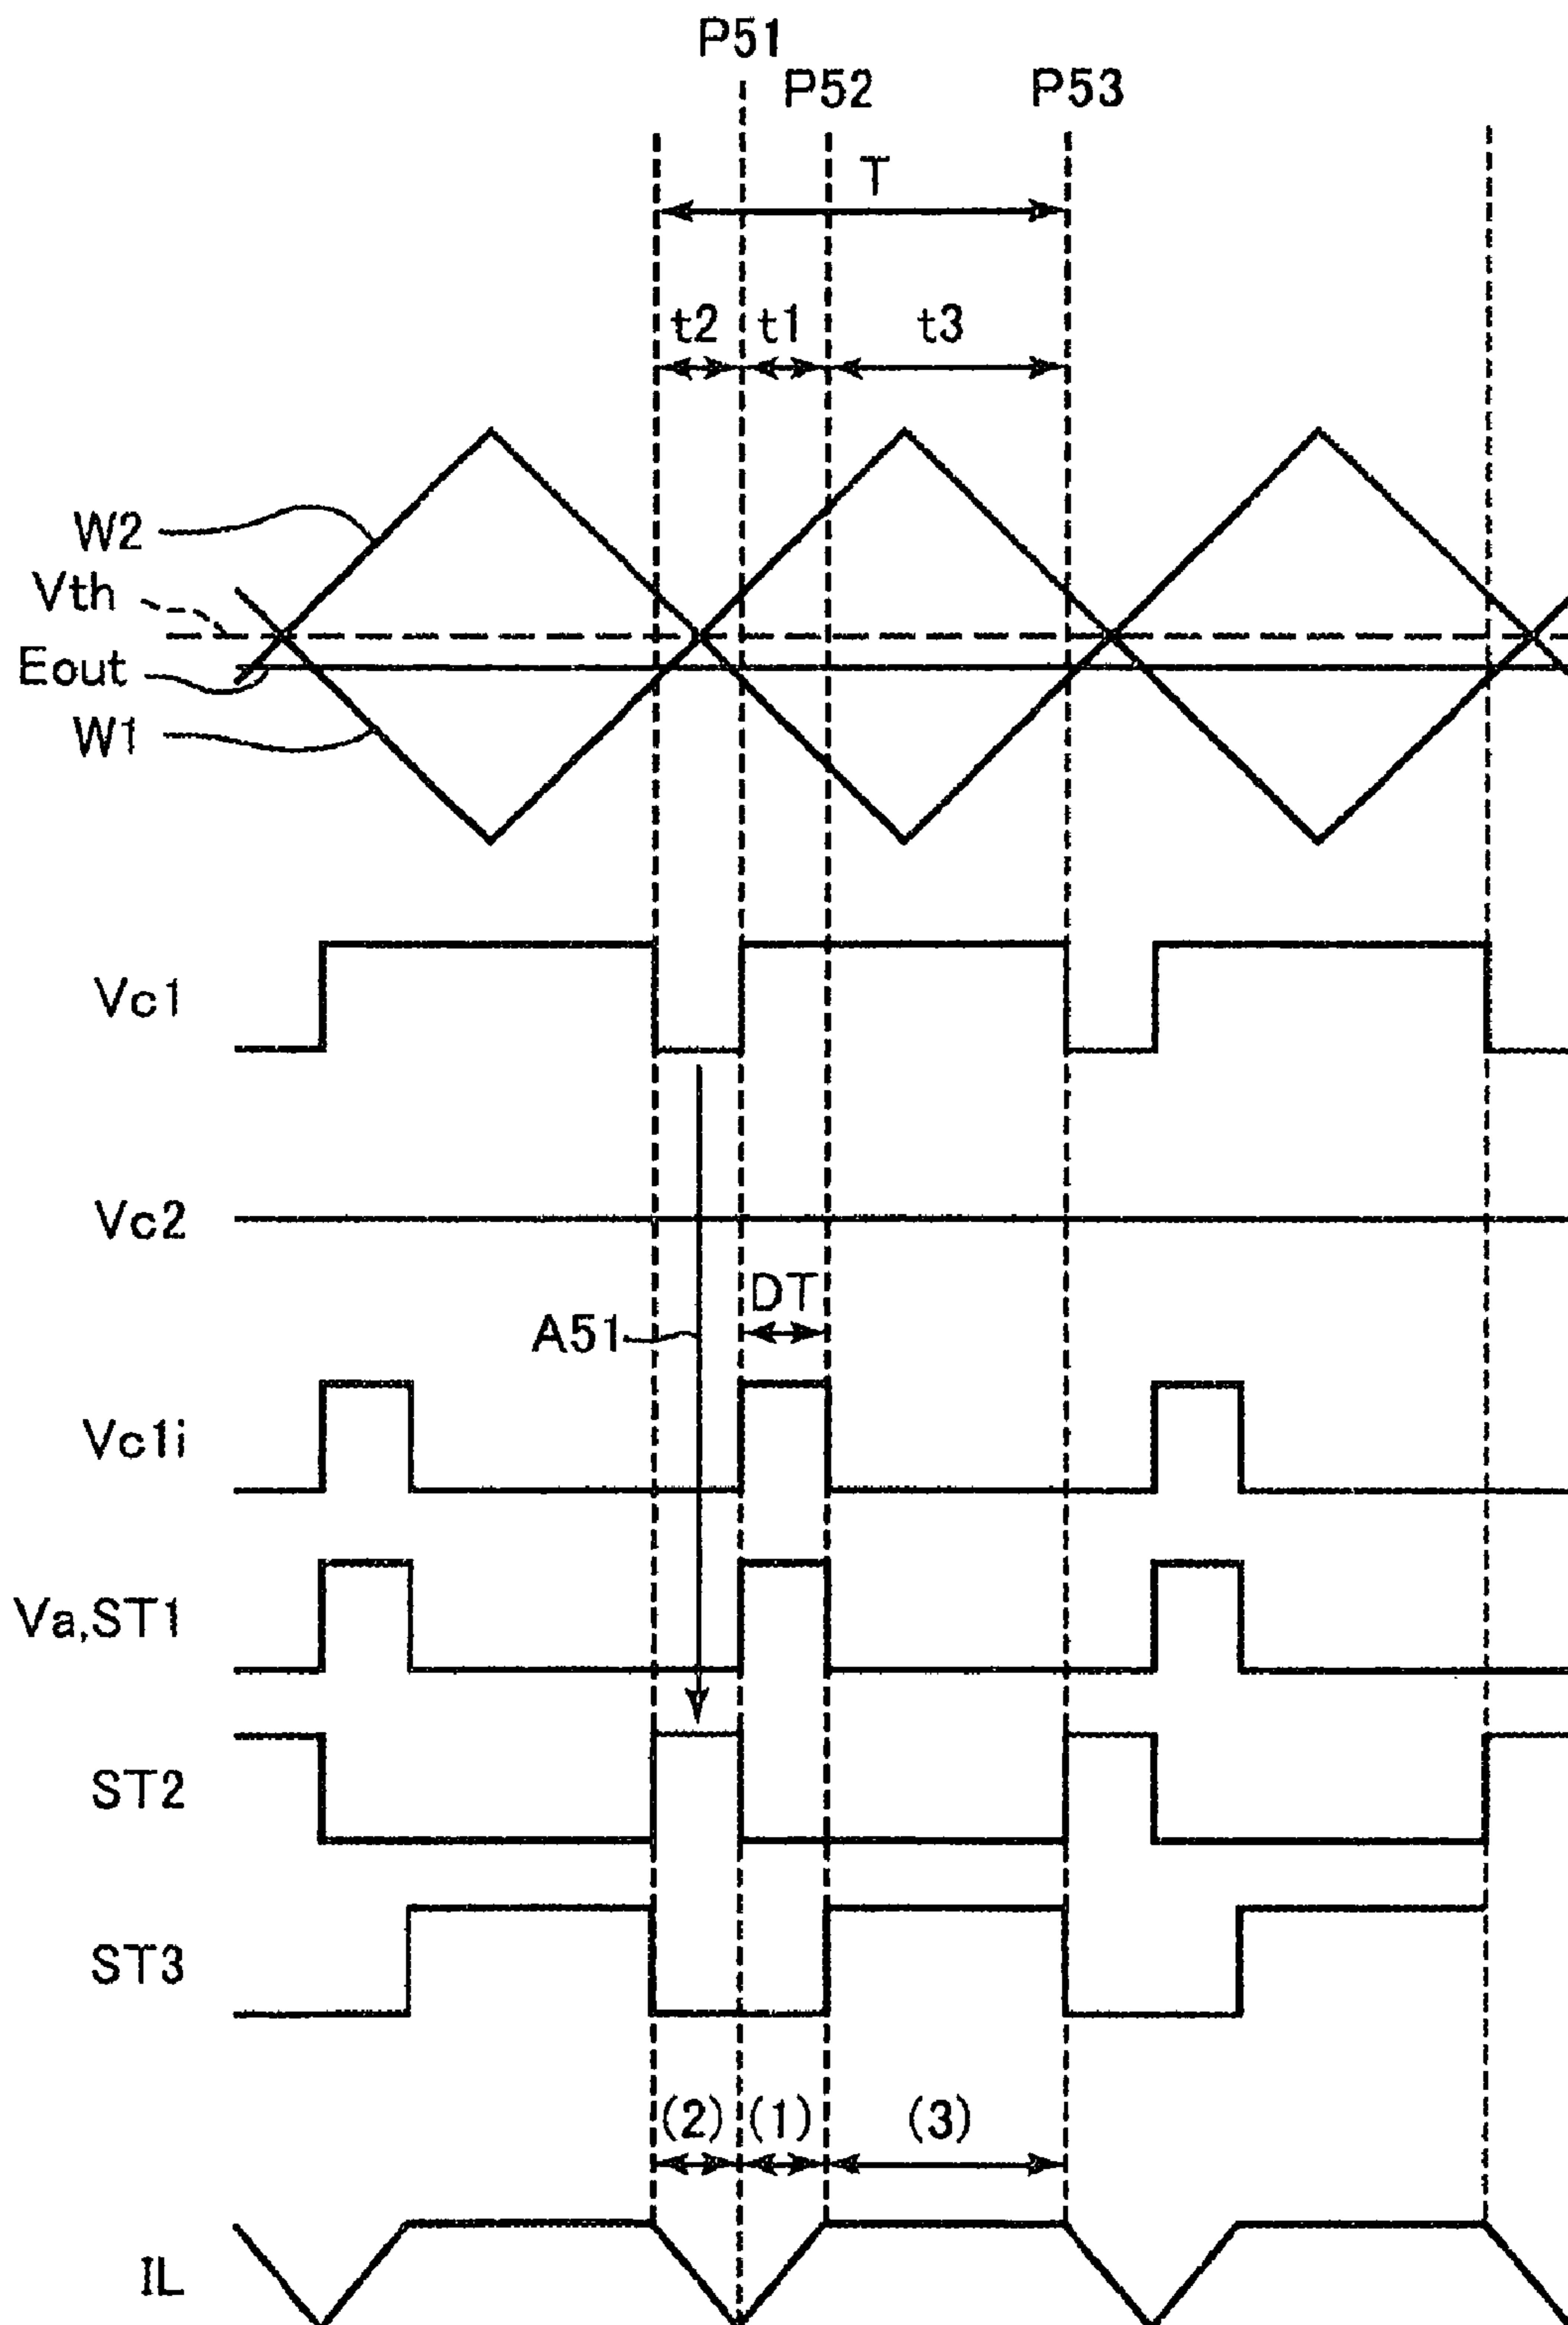 P51
P52
P53
T
t2
t1
t3
W2
Vth
Eout
W1
Vc1
Vc2
DT
A51
Vc1i
Va,ST1
ST2
ST3
(2)
(1)
(3)
IL